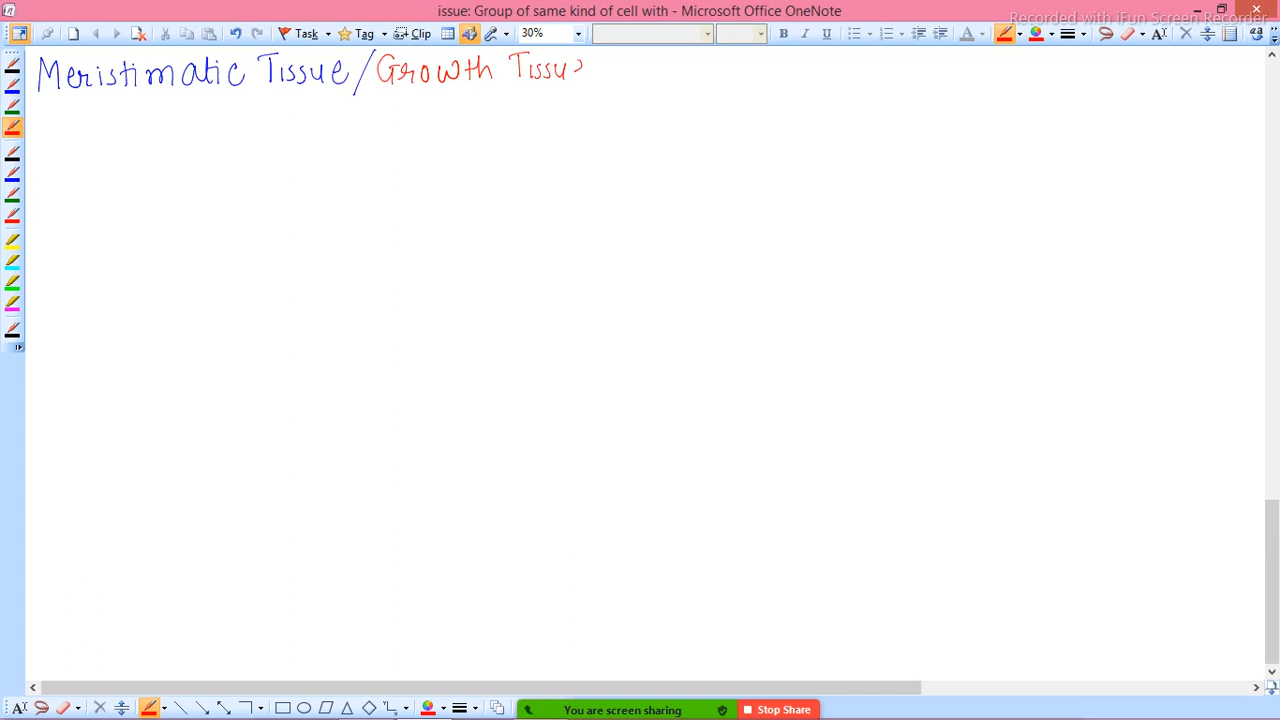 issue: Group of same kind of cell with - Microsoft Office OneNote
Recorded with iFun Screen Recorder
Task Tag Clip 30% B I U A
Meristimatic Tissue/Growth Tissu
You are screen sharing Stop Share